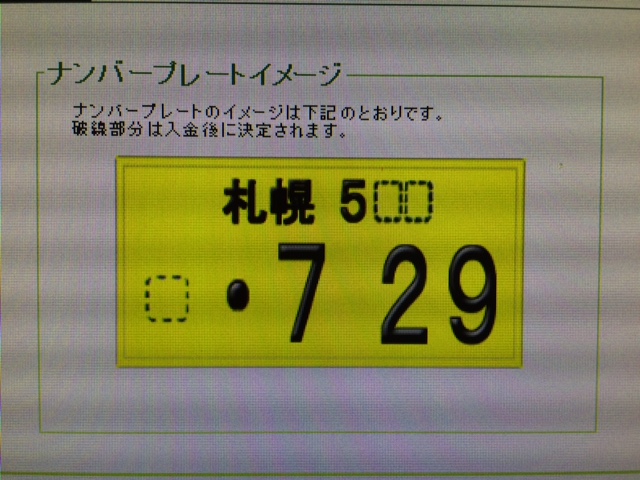 ナンバープレートイメージ
ナンバープレートのイメージは下記のとおりです。
破線部分は入金後に決定されます。
札幌 5
・7 29